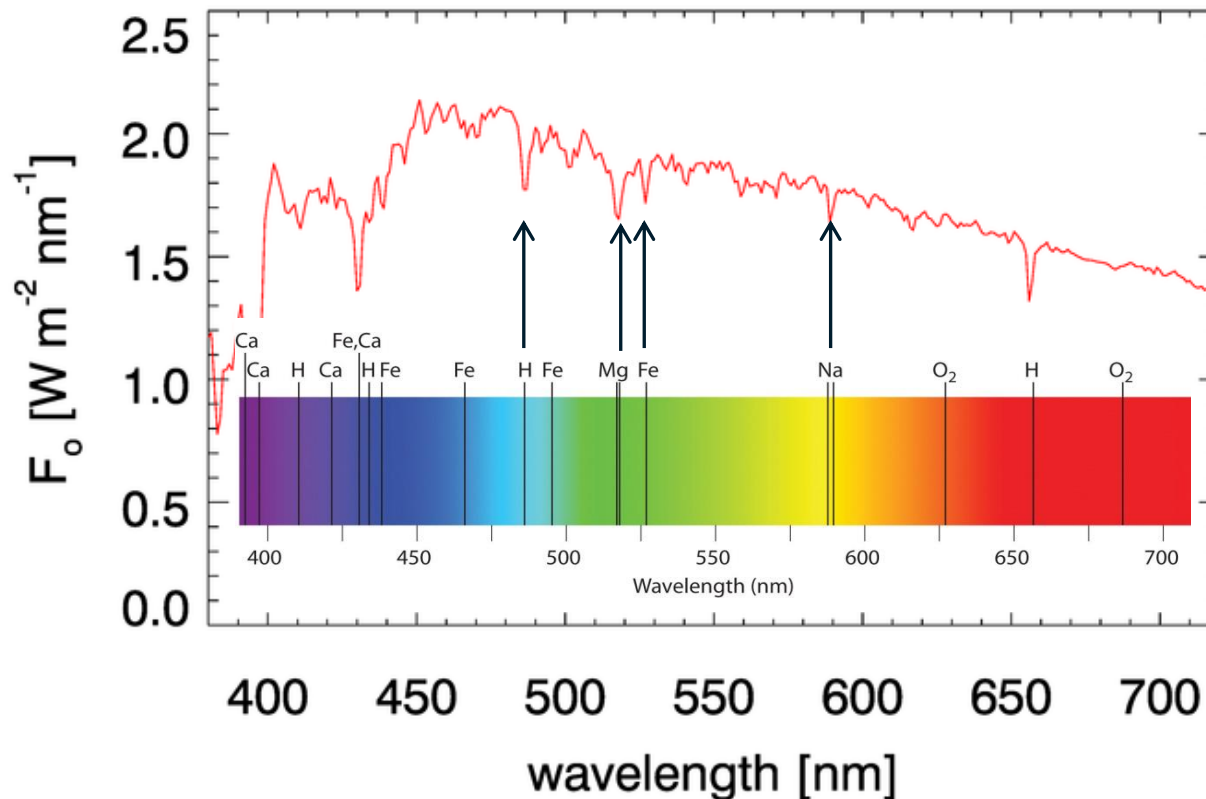 2.5
2.0
1.5
1.0
0.5
0.0
F₀ [W m⁻² nm⁻¹]
Ca Fe,Ca
Ca H Ca H Fe Fe H Fe Mg Fe Na O₂ H O₂
400 450 500 550 600 650 700
Wavelength (nm)
400 450 500 550 600 650 700
wavelength [nm]